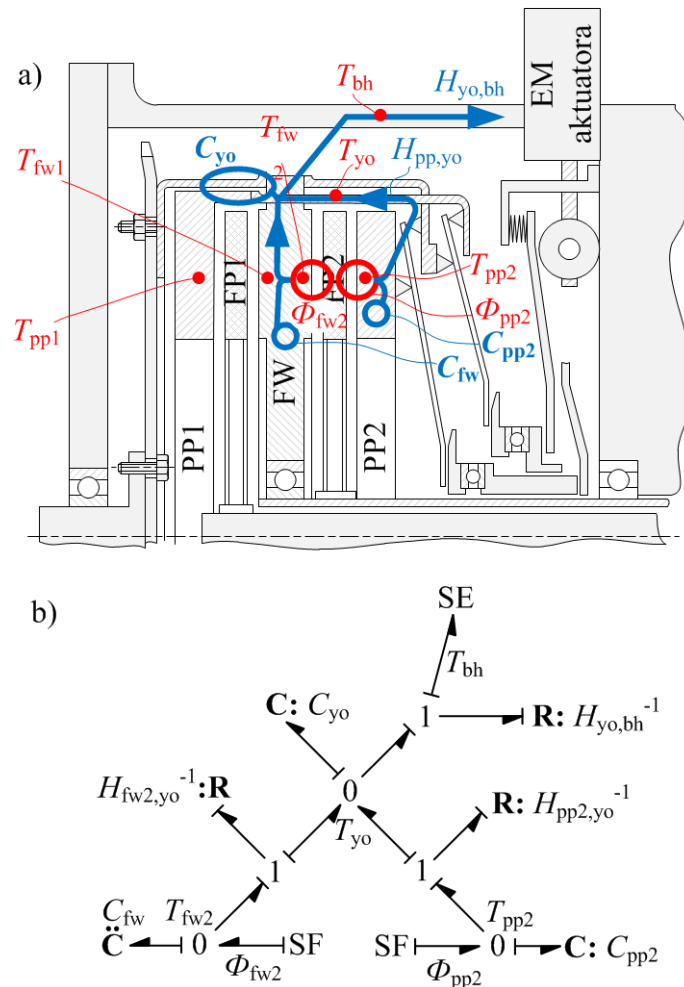 a)
T_bh
H_yo,bh
EM
aktuatora
T_fw
2
C_yo
T_yo
H_pp,yo
T_fw1
FP1
T_pp2
T_pp1
Φ_fw2
Φ_pp2
C_pp2
C_fw
FW
PP1
PP2
b)
SE
T_bh
C: C_yo
1
R: H_yo,bh^-1
H_fw2,yo^-1:R
0
R: H_pp2,yo^-1
T_yo
1
1
C_fw
T_fw2
T_pp2
C̈
0
SF
SF
0
C: C_pp2
Φ_fw2
Φ_pp2